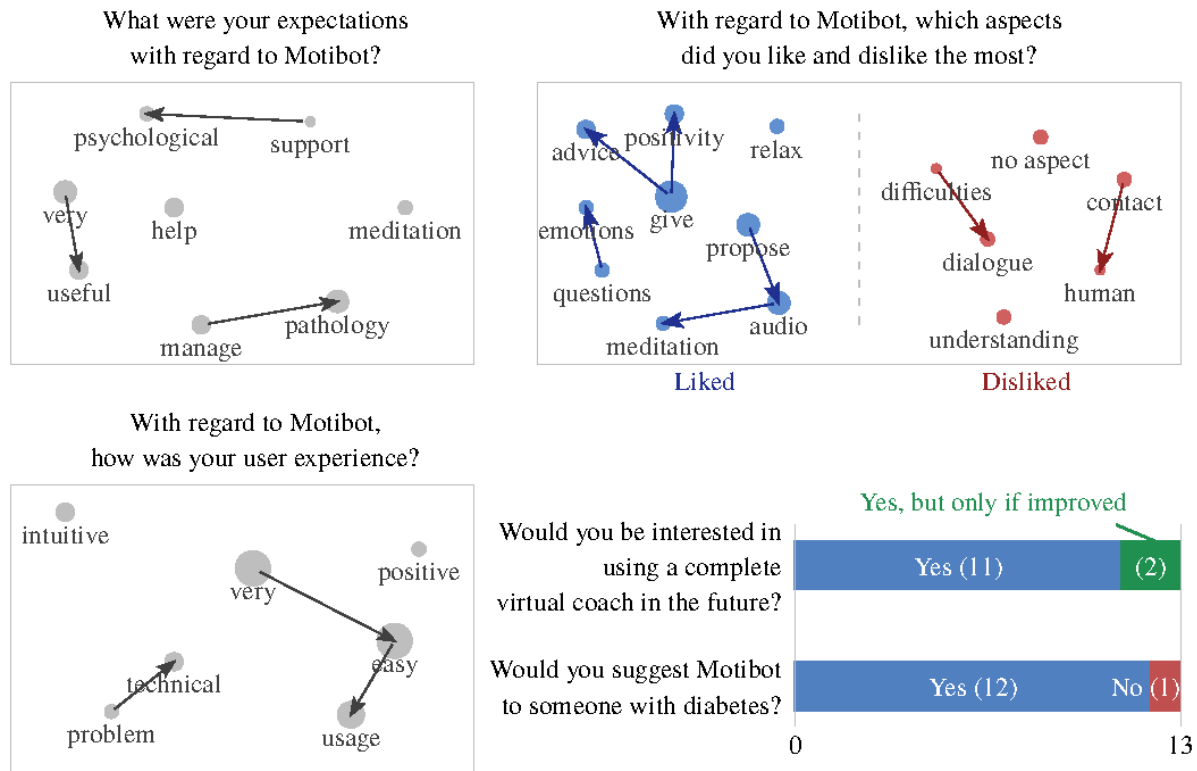 What were your expectations
with regard to Motibot?
psychological
support
very
help
meditation
useful
pathology
manage
With regard to Motibot, which aspects
did you like and dislike the most?
advice
positivity
relax
give
emotions
propose
questions
audio
meditation
no aspect
difficulties
contact
dialogue
human
understanding
Liked
Disliked
With regard to Motibot,
how was your user experience?
intuitive
positive
very
easy
technical
problem
usage
Yes, but only if improved
Would you be interested in
using a complete
virtual coach in the future?
Yes (11)
(2)
Would you suggest Motibot
to someone with diabetes?
Yes (12)
No (1)
0
13